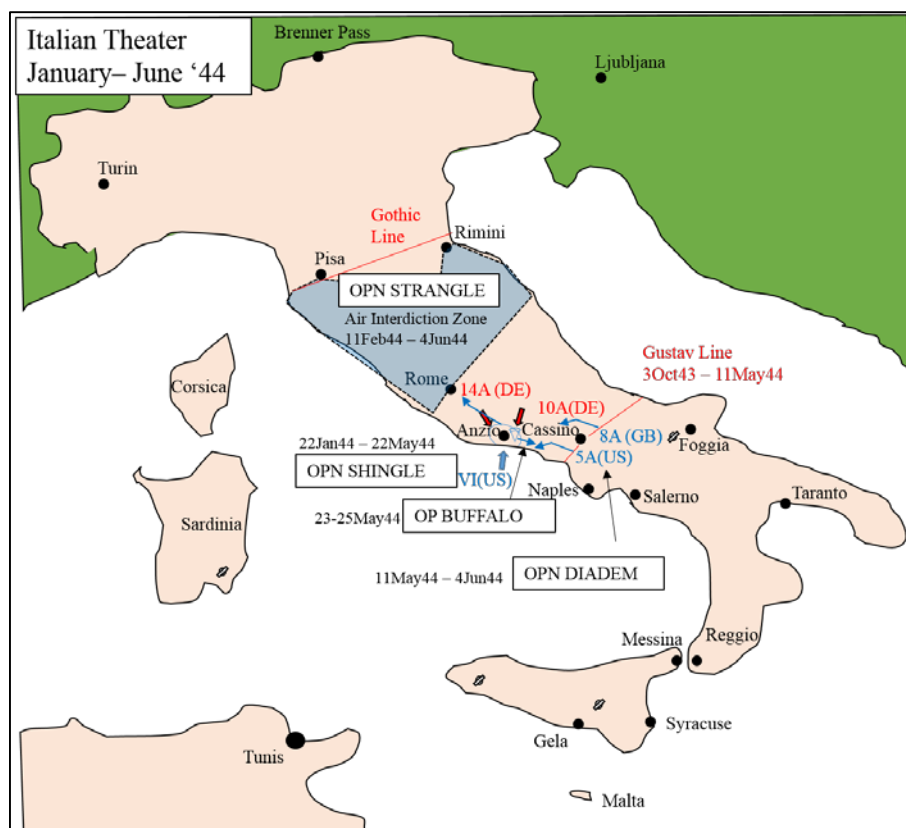 Italian Theater
January– June ‘44
Brenner Pass
Ljubljana
Turin
Gothic
Line
Rimini
Pisa
OPN STRANGLE
Air Interdiction Zone
11Feb44 – 4Jun44
Gustav Line
3Oct43 – 11May44
Corsica
Rome
14A (DE)
10A(DE)
Anzio
Cassino
8A (GB)
Foggia
5A(US)
22Jan44 – 22May44
OPN SHINGLE
VI(US)
Naples
Salerno
Taranto
Sardinia
23-25May44
OP BUFFALO
11May44 – 4Jun44
OPN DIADEM
Messina
Reggio
Gela
Syracuse
Tunis
Malta